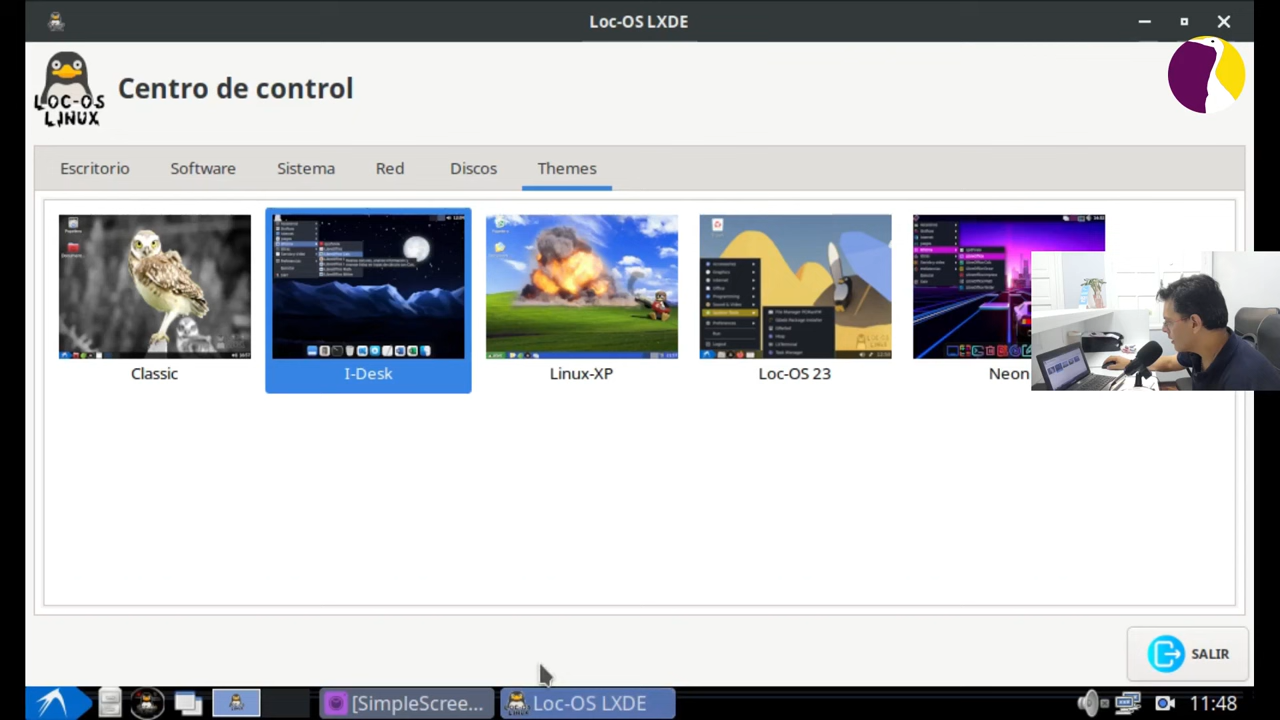 Loc-OS LXDE
LOC-OS
LINUX
Centro de control
Escritorio
Software
Sistema
Red
Discos
Themes
Classic
I-Desk
Linux-XP
Loc-OS 23
Neon
SALIR
[SimpleScree...
Loc-OS LXDE
11:48